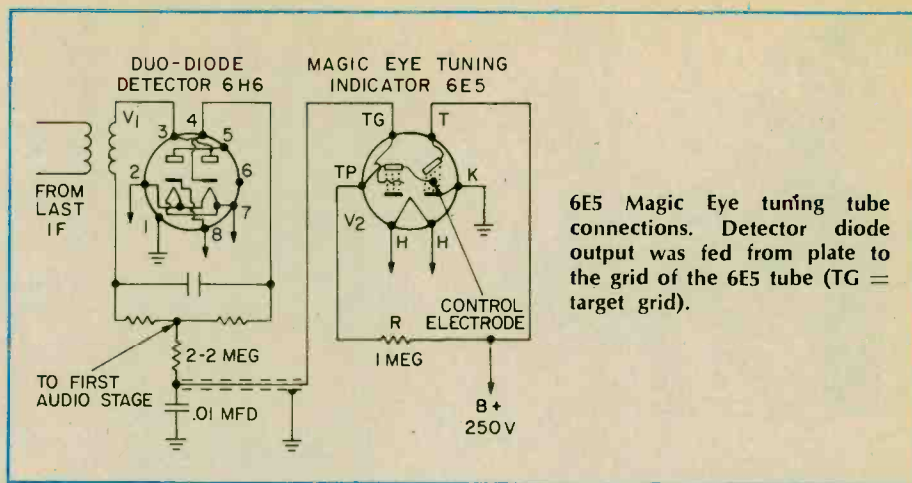 DUO-DIODE
DETECTOR 6H6
MAGIC EYE TUNING
INDICATOR 6E5
V1
3
4
5
2
6
1
7
8
FROM
LAST
IF
TG
T
TP
K
V2
H
H
CONTROL
ELECTRODE
R
1 MEG
2-2 MEG
TO FIRST
AUDIO STAGE
.01 MFD
B+
250V
6E5 Magic Eye tuning tube
connections. Detector diode
output was fed from plate to
the grid of the 6E5 tube (TG =
target grid).